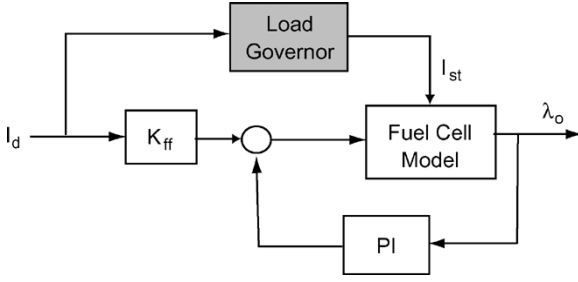 Load
Governor
I_st
I_d
K_ff
Fuel Cell
Model
λ_o
PI